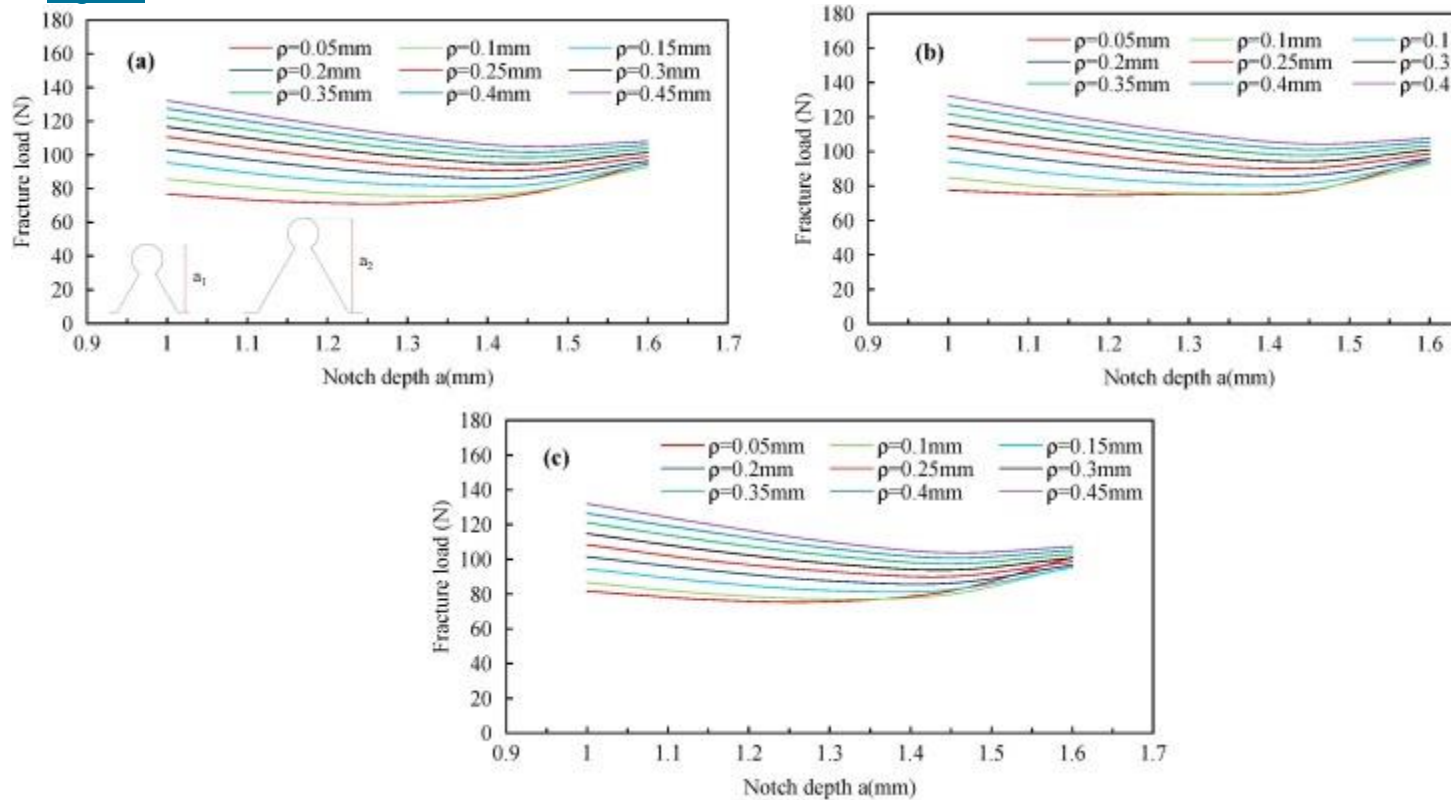 180
160
140
120
100
80
60
40
20
0
Fracture load (N)
(a)
ρ=0.05mm ρ=0.1mm ρ=0.15mm
ρ=0.2mm ρ=0.25mm ρ=0.3mm
ρ=0.35mm ρ=0.4mm ρ=0.45mm
a1
a2
0.9 1 1.1 1.2 1.3 1.4 1.5 1.6 1.7
Notch depth a(mm)
180
160
140
120
100
80
60
40
20
0
Fracture load (N)
(b)
ρ=0.05mm ρ=0.1mm ρ=0.1
ρ=0.2mm ρ=0.25mm ρ=0.3
ρ=0.35mm ρ=0.4mm ρ=0.4
0.9 1 1.1 1.2 1.3 1.4 1.5 1.6
Notch depth a(mm)
180
160
140
120
100
80
60
40
20
0
Fracture load (N)
(c)
ρ=0.05mm ρ=0.1mm ρ=0.15mm
ρ=0.2mm ρ=0.25mm ρ=0.3mm
ρ=0.35mm ρ=0.4mm ρ=0.45mm
0.9 1 1.1 1.2 1.3 1.4 1.5 1.6 1.7
Notch depth a(mm)